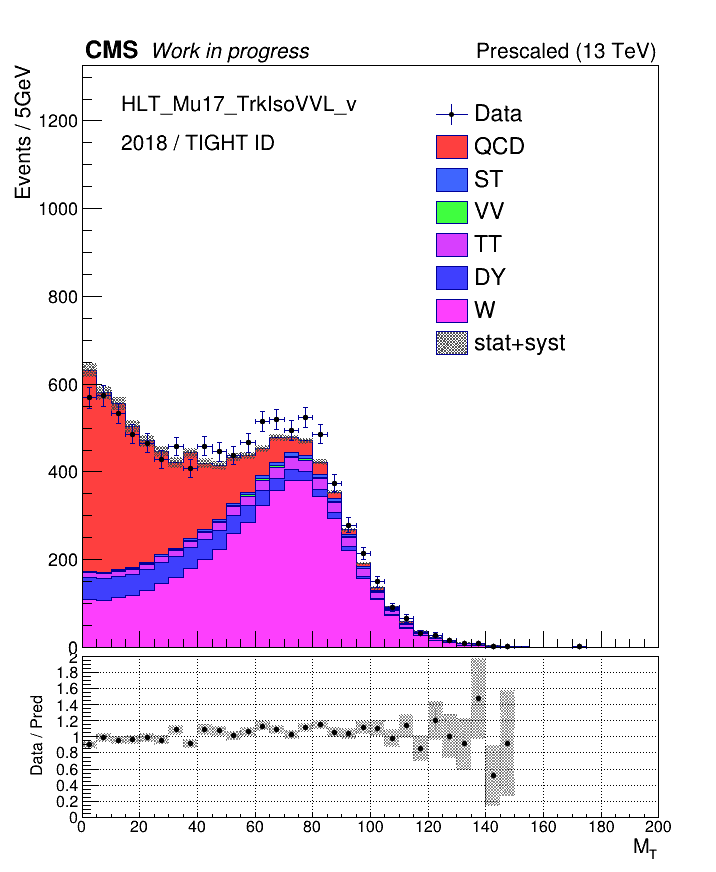 CMS Work in progress Prescaled (13 TeV)
Events / 5GeV
HLT_Mu17_TrkIsoVVL_v
2018 / TIGHT ID
Data
QCD
ST
VV
TT
DY
W
stat+syst
1200
1000
800
600
400
200
0
Data / Pred
2
1.8
1.6
1.4
1.2
1
0.8
0.6
0.4
0.2
0
0 20 40 60 80 100 120 140 160 180 200
M_T